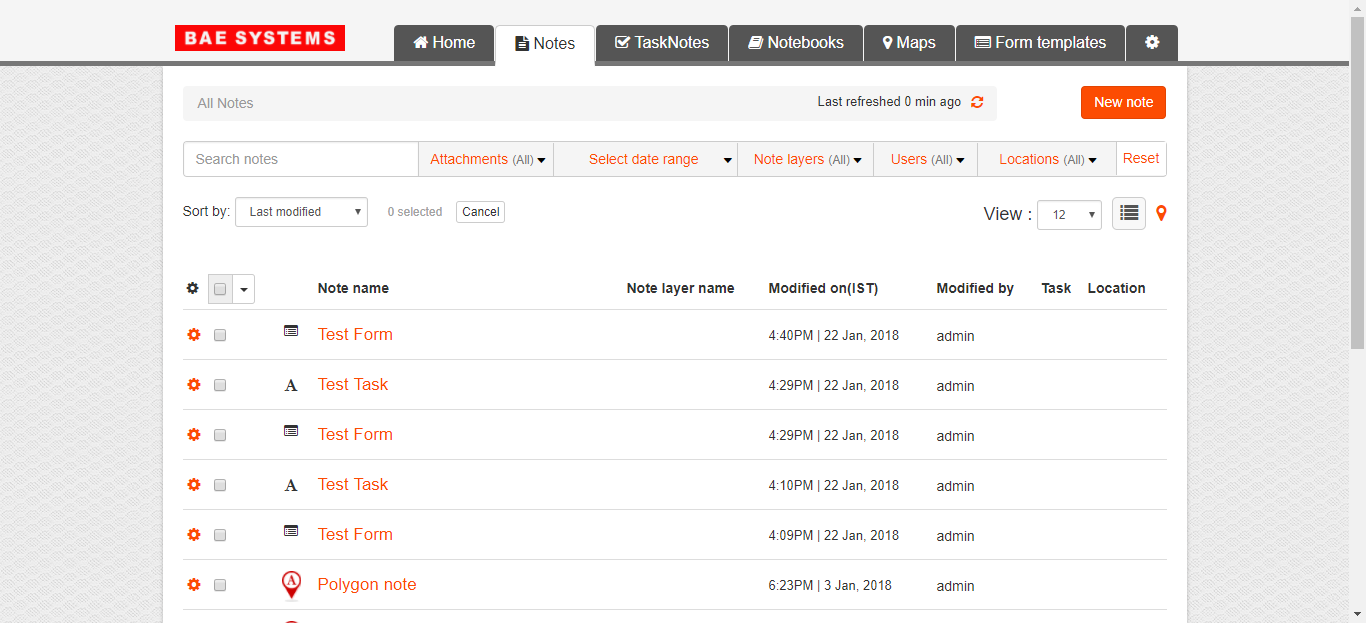 BAE SYSTEMS
Home Notes TaskNotes Notebooks Maps Form templates
All Notes Last refreshed 0 min ago New note
Search notes Attachments (All) Select date range Note layers (All) Users (All) Locations (All) Reset
Sort by: Last modified 0 selected Cancel View : 12
Note name Note layer name Modified on(IST) Modified by Task Location
Test Form 4:40PM | 22 Jan, 2018 admin
A Test Task 4:29PM | 22 Jan, 2018 admin
Test Form 4:29PM | 22 Jan, 2018 admin
A Test Task 4:10PM | 22 Jan, 2018 admin
Test Form 4:09PM | 22 Jan, 2018 admin
A Polygon note 6:23PM | 3 Jan, 2018 admin